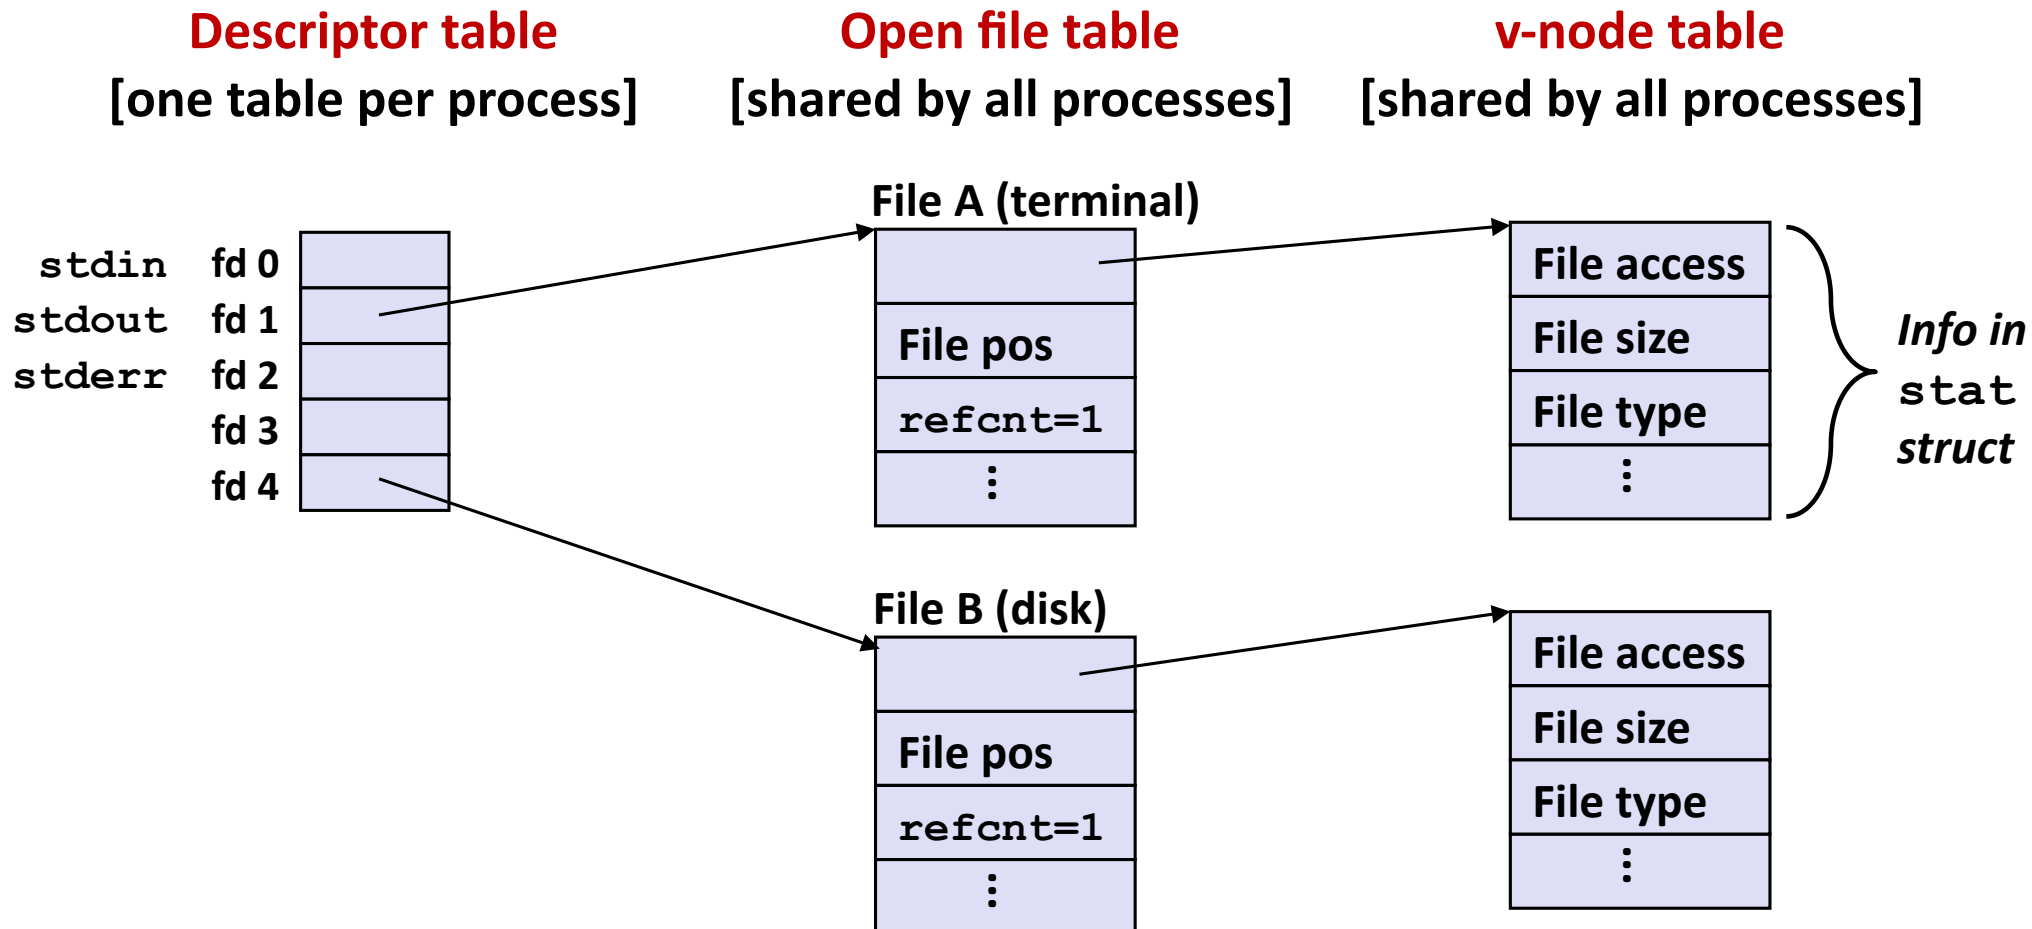 Descriptor table
[one table per process]
Open file table
[shared by all processes]
v-node table
[shared by all processes]
stdin fd 0
stdout fd 1
stderr fd 2
fd 3
fd 4
File A (terminal)
File pos
refcnt=1
⋮
File B (disk)
File pos
refcnt=1
⋮
File access
File size
File type
⋮
Info in
stat
struct
File access
File size
File type
⋮